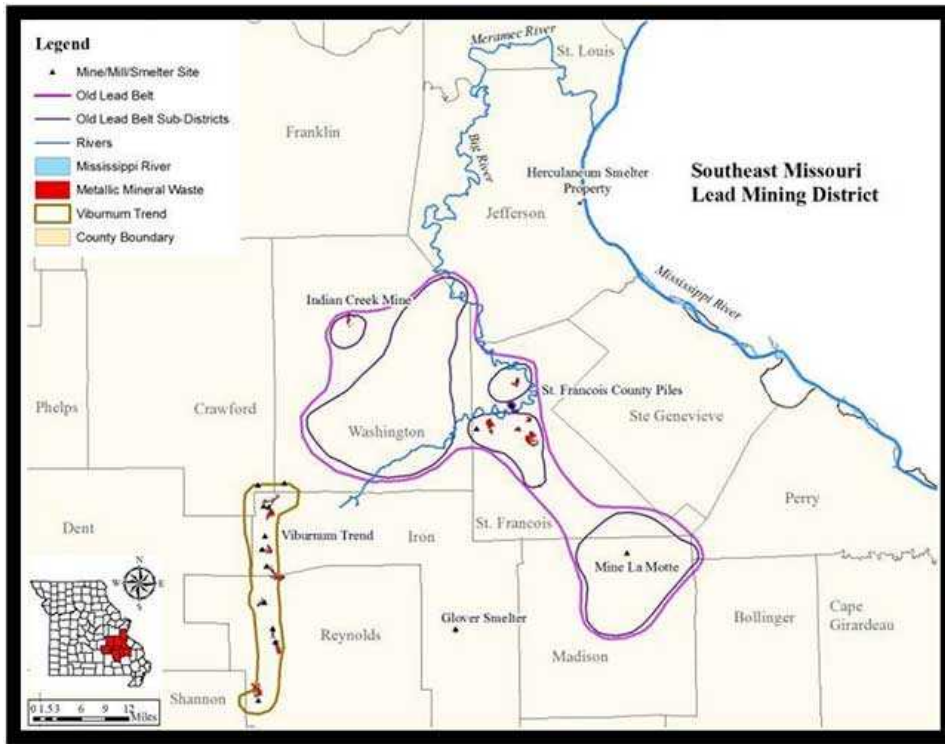 Legend
Mine/Mill/Smelter Site
Old Lead Belt
Old Lead Belt Sub-Districts
Rivers
Mississippi River
Metallic Mineral Waste
Viburnum Trend
County Boundary
Meramec River
St. Louis
Franklin
Big River
Herculaneum Smelter
Property
Southeast Missouri
Lead Mining District
Jefferson
Mississippi River
Indian Creek Mine
St. Francois County Piles
Phelps
Crawford
Washington
Ste Genevieve
Perry
Dent
Viburnum Trend
Iron
St. Francois
Mine La Motte
N
W
E
S
Glover Smelter
Bollinger
Cape
Girardeau
Reynolds
Madison
Shannon
0 1.5 3 6 9 12
Miles